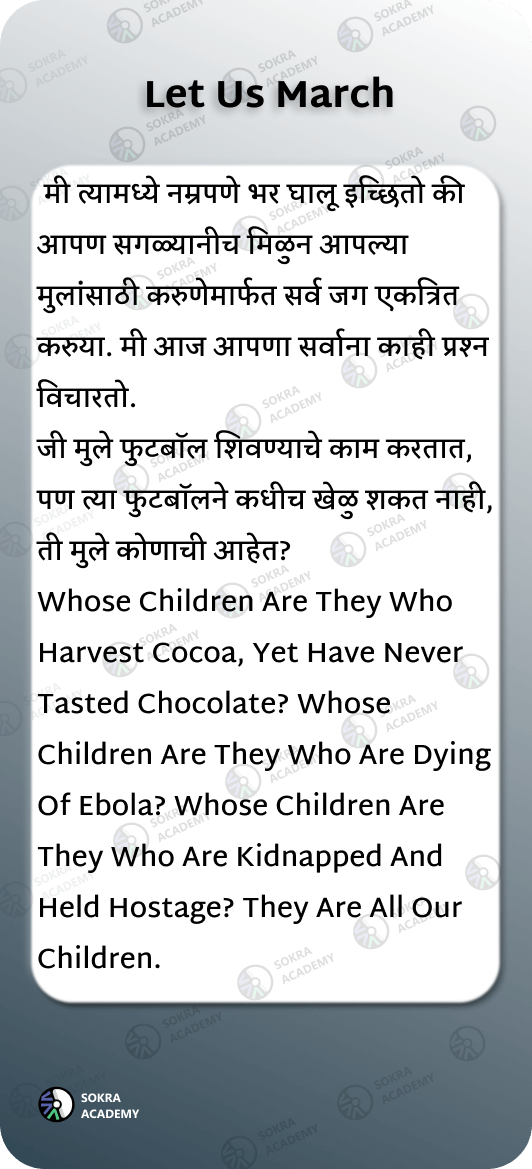 Let Us March
मी त्यामध्ये नम्रपणे भर घालू इच्छितो की
आपण सगळ्यानीच मिळुन आपल्या
मुलांसाठी करुणेमार्फत सर्व जग एकत्रित
करुया. मी आज आपणा सर्वाना काही प्रश्न
विचारतो.
जी मुले फुटबॉल शिवण्याचे काम करतात,
पण त्या फुटबॉलने कधीच खेळु शकत नाही,
ती मुले कोणाची आहेत?
Whose Children Are They Who
Harvest Cocoa, Yet Have Never
Tasted Chocolate? Whose
Children Are They Who Are Dying
Of Ebola? Whose Children Are
They Who Are Kidnapped And
Held Hostage? They Are All Our
Children.
SOKRA
ACADEMY